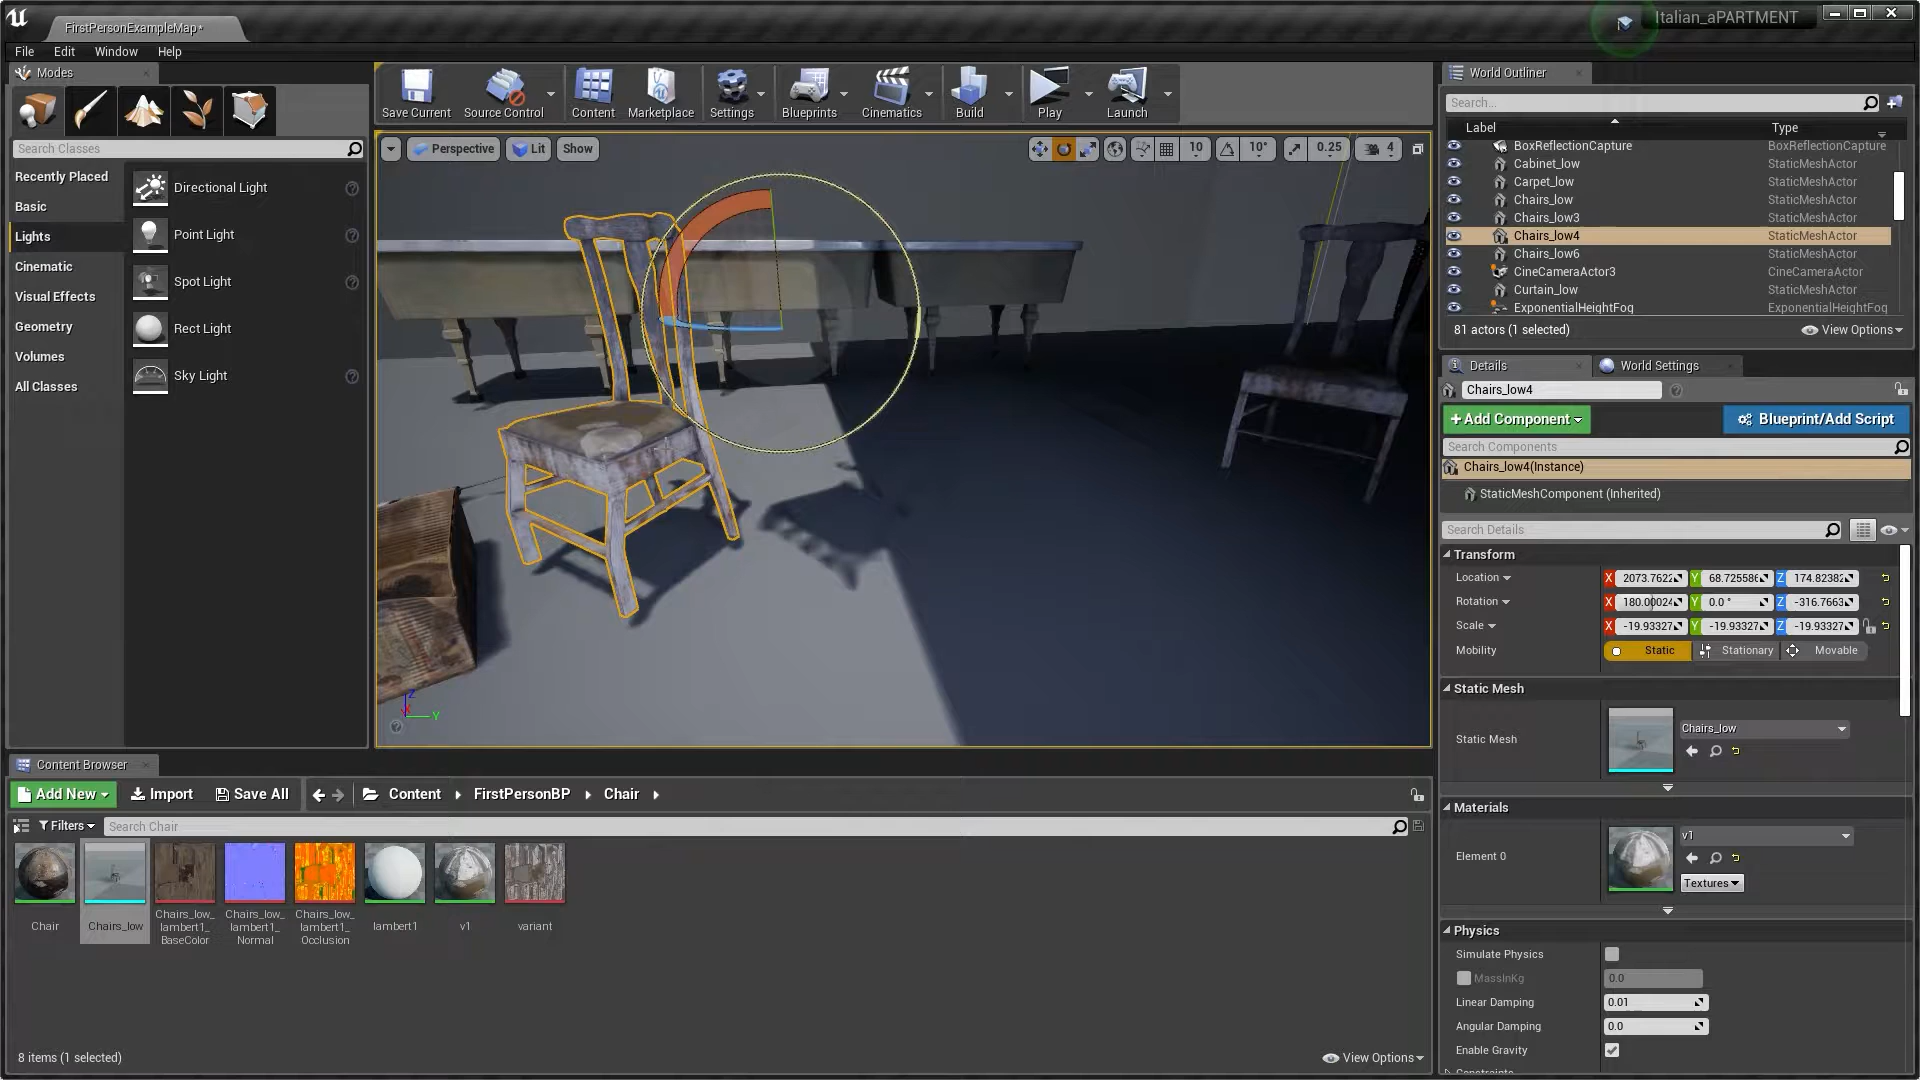 FirstPersonExampleMap*
Italian_aPARTMENT
File Edit Window Help
Modes
Search Classes
Recently Placed
Basic
Lights
Cinematic
Visual Effects
Geometry
Volumes
All Classes
Directional Light
Point Light
Spot Light
Rect Light
Sky Light
Save Current Source Control Content Marketplace Settings Blueprints Cinematics Build Play Launch
Perspective Lit Show
10 10° 0.25 4
Z
X
Y
World Outliner
Search...
Label Type
BoxReflectionCapture BoxReflectionCapture
Cabinet_low StaticMeshActor
Carpet_low StaticMeshActor
Chairs_low StaticMeshActor
Chairs_low3 StaticMeshActor
Chairs_low4 StaticMeshActor
Chairs_low6 StaticMeshActor
CineCameraActor3 CineCameraActor
Curtain_low StaticMeshActor
ExponentialHeightFog ExponentialHeightFog
81 actors (1 selected)
View Options
Details World Settings
Chairs_low4
+Add Component Blueprint/Add Script
Search Components
Chairs_low4(Instance)
StaticMeshComponent (Inherited)
Search Details
Transform
Location X 2073.7622 Y 68.72558 Z 174.82382
Rotation X 180.00024 Y 0.0 ° Z -316.7663
Scale X -19.93327 Y -19.93327 Z -19.93327
Mobility Static Stationary Movable
Static Mesh
Static Mesh Chairs_low
Materials
Element 0 v1
Textures
Physics
Simulate Physics
MassInKg 0.0
Linear Damping 0.01
Angular Damping 0.0
Enable Gravity
Constraints
Content Browser
Add New Import Save All Content FirstPersonBP Chair
Filters Search Chair
Chair
Chairs_low
Chairs_low_
lambert1_
BaseColor
Chairs_low_
lambert1_
Normal
Chairs_low_
lambert1_
Occlusion
lambert1
v1
variant
8 items (1 selected)
View Options